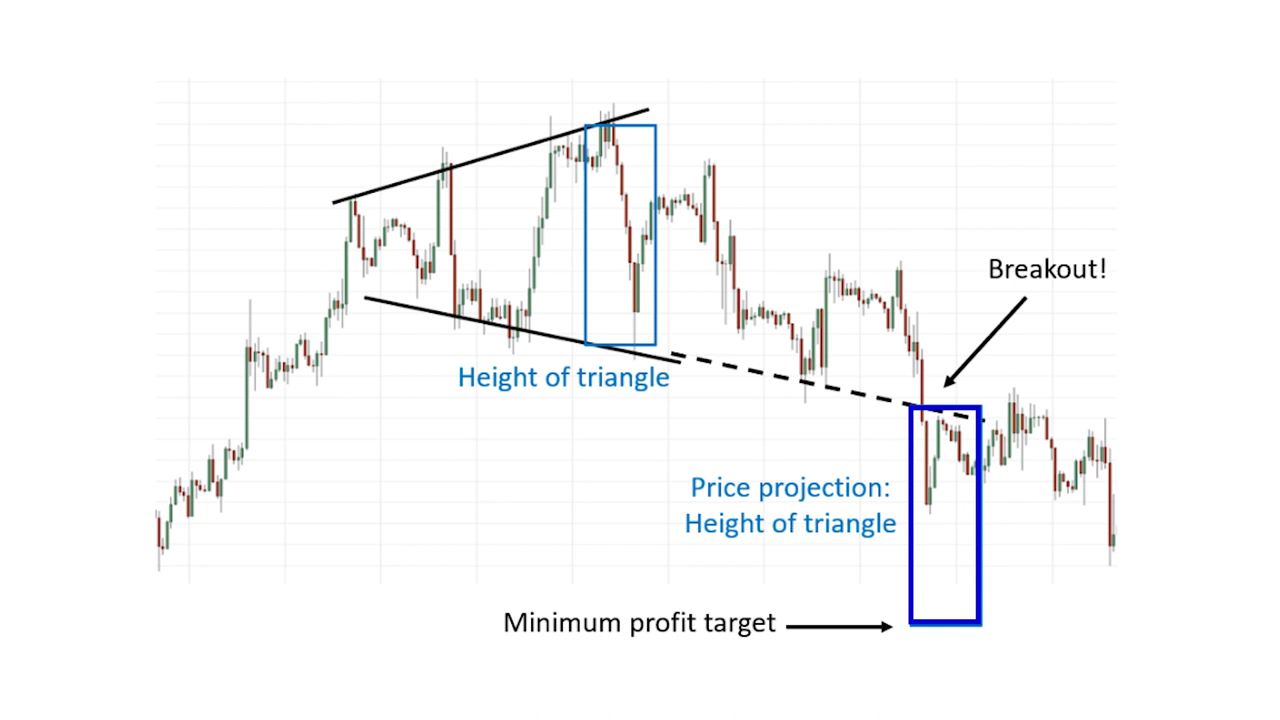 Breakout!
Height of triangle
Price projection:
Height of triangle
Minimum profit target